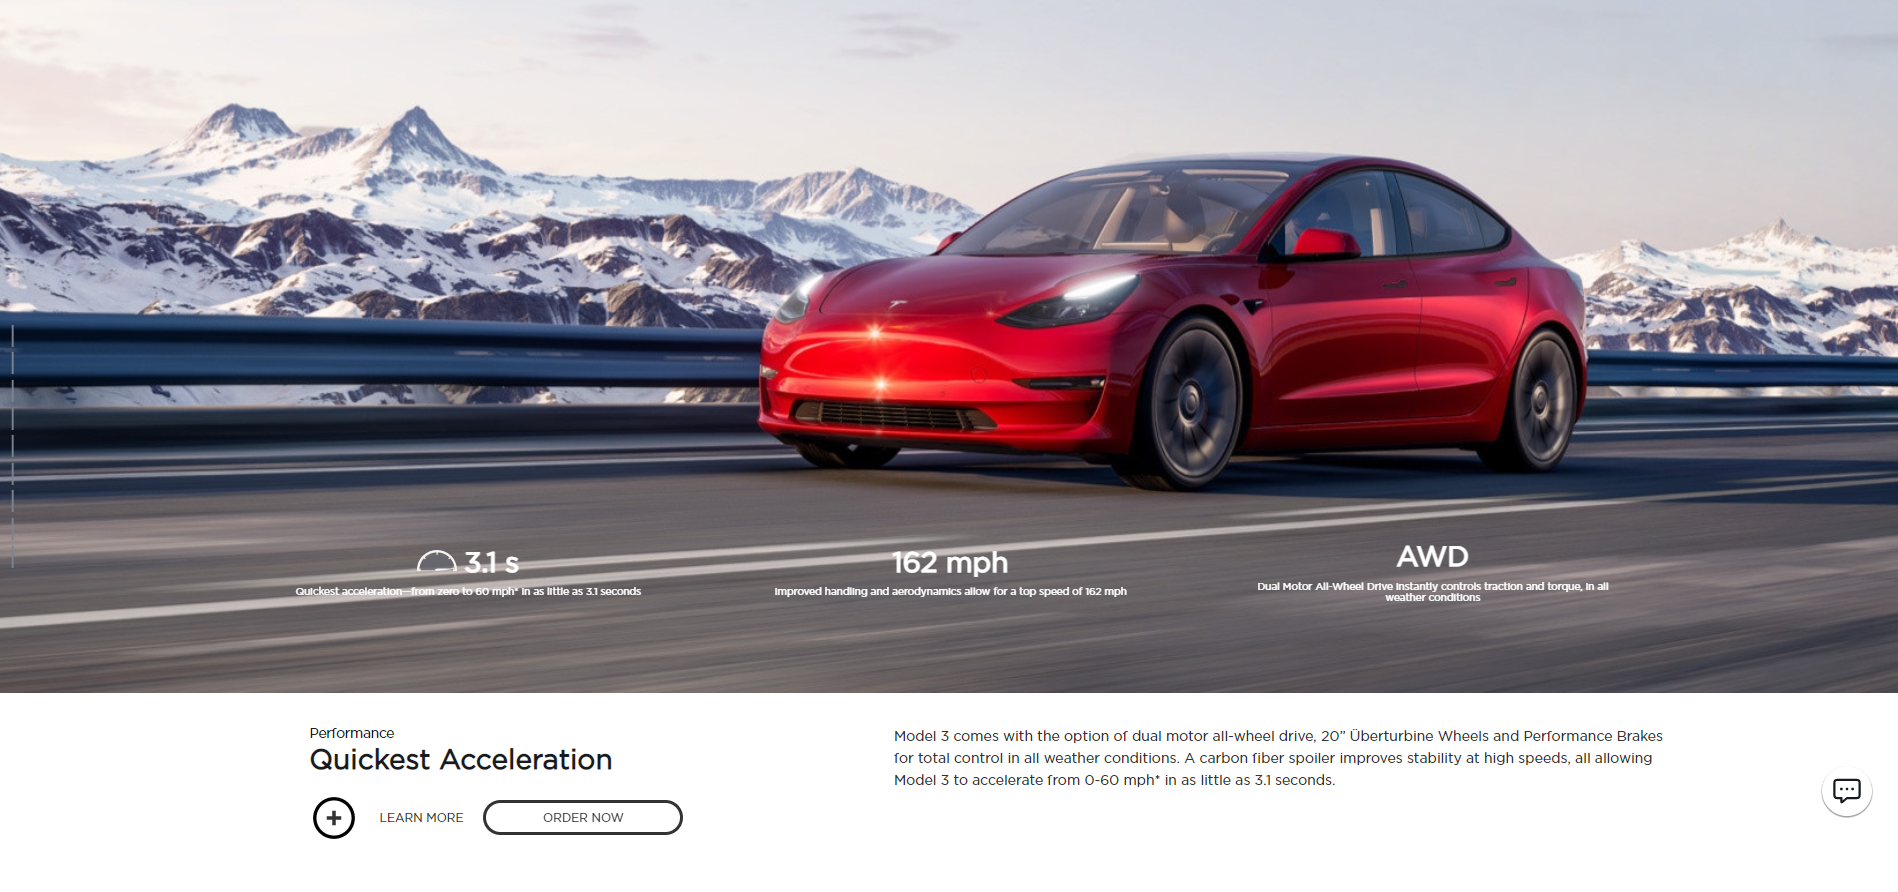 3.1 s
Quickest acceleration—from zero to 60 mph* in as little as 3.1 seconds
162 mph
Improved handling and aerodynamics allow for a top speed of 162 mph
AWD
Dual Motor All-Wheel Drive instantly controls traction and torque, in all
weather conditions
Performance
Quickest Acceleration
LEARN MORE
ORDER NOW
Model 3 comes with the option of dual motor all-wheel drive, 20” Überturbine Wheels and Performance Brakes
for total control in all weather conditions. A carbon fiber spoiler improves stability at high speeds, all allowing
Model 3 to accelerate from 0-60 mph* in as little as 3.1 seconds.